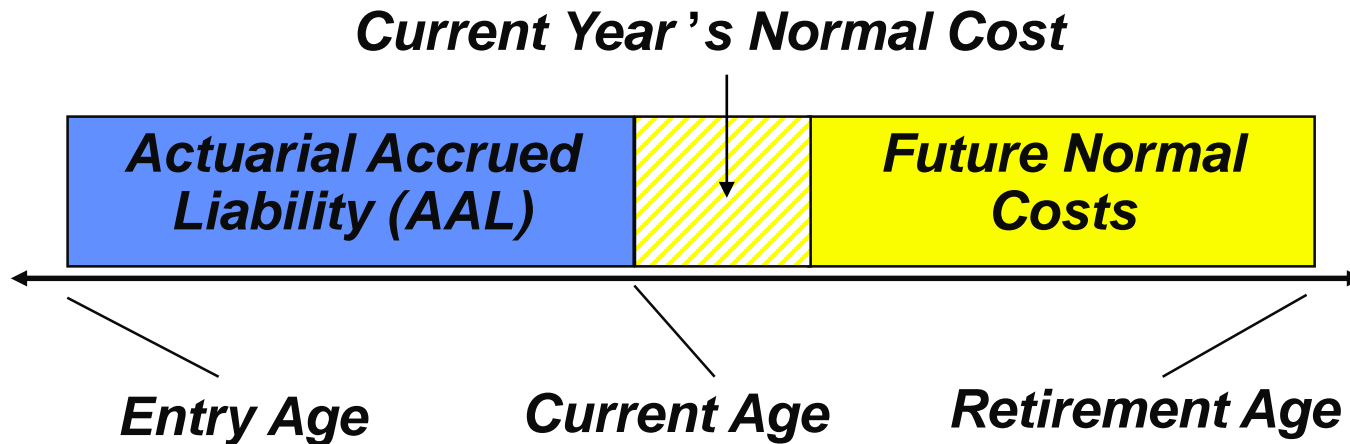 Current Year's Normal Cost
Actuarial Accrued
Liability (AAL)
Future Normal
Costs
Entry Age
Current Age
Retirement Age